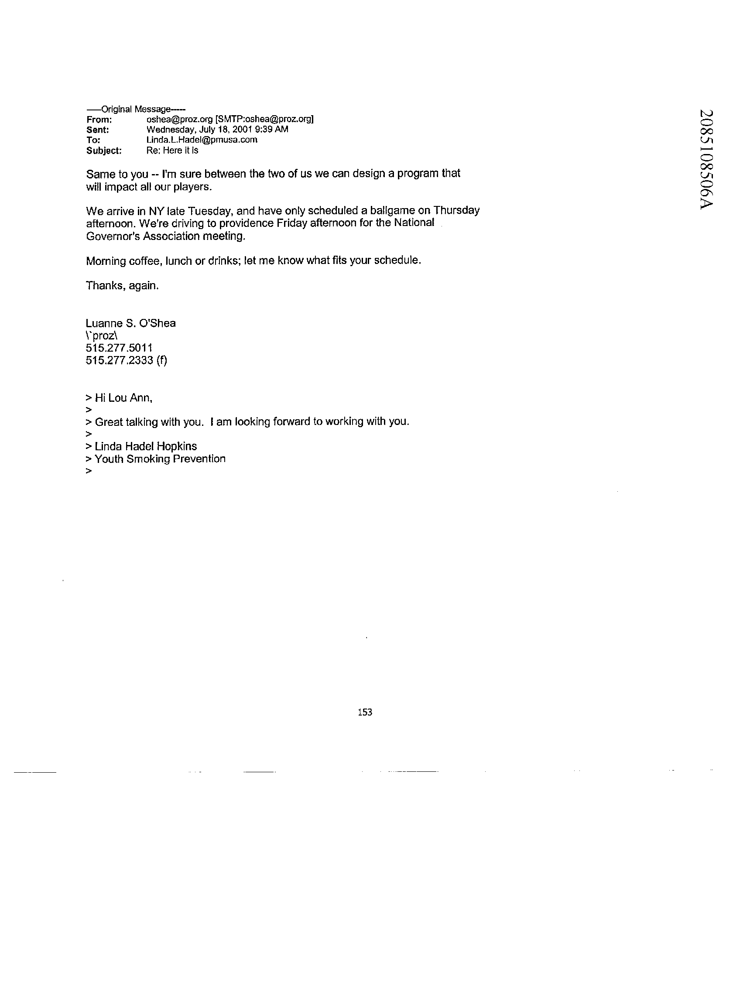 -----Original Message-----
From: oshea@proz.org [SMTP:oshea@proz.org]
Sent: Wednesday, July 18, 2001 9:39 AM
To: Linda.L.Hadel@pmusa.com
Subject: Re: Here it is
Same to you -- I'm sure between the two of us we can design a program that
will impact all our players.
We arrive in NY late Tuesday, and have only scheduled a ballgame on Thursday
afternoon. We're driving to providence Friday afternoon for the National
Governor's Association meeting.
Morning coffee, lunch or drinks; let me know what fits your schedule.
Thanks, again.
Luanne S. O'Shea
\`proz\
515.277.5011
515.277.2333 (f)
> Hi Lou Ann,
>
> Great talking with you. I am looking forward to working with you.
>
> Linda Hadel Hopkins
> Youth Smoking Prevention
>
153
2085108506A